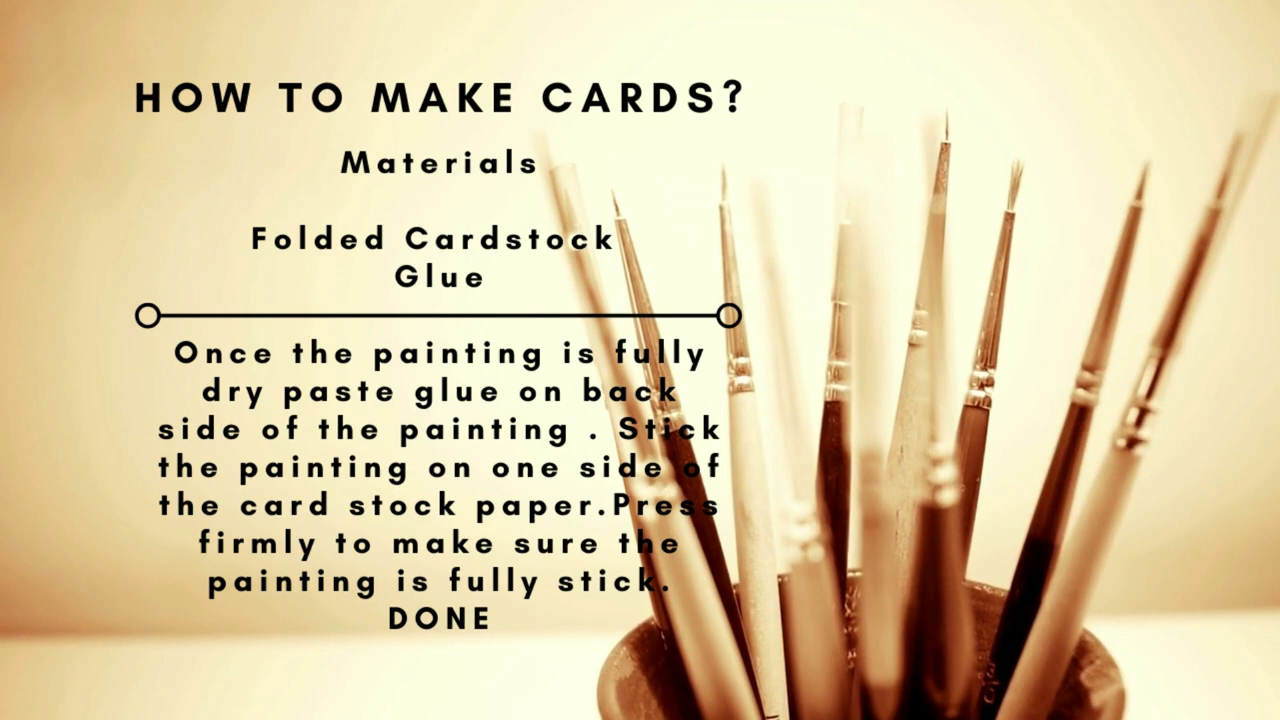 HOW TO MAKE CARDS?
Materials
Folded Cardstock
Glue
Once the painting is fully
dry paste glue on back
side of the painting . Stick
the painting on one side of
the card stock paper.Press
firmly to make sure the
painting is fully stick.
DONE